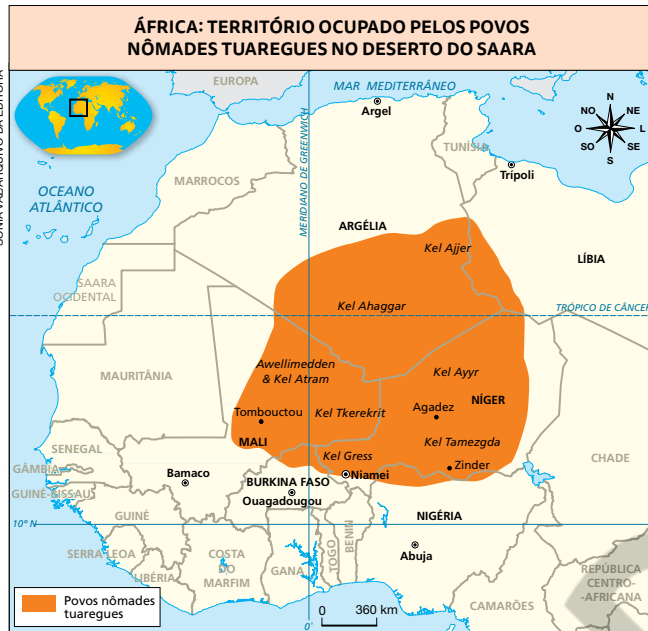 ÁFRICA: TERRITÓRIO OCUPADO PELOS POVOS
NÔMADES TUAREGUES NO DESERTO DO SAARA
EUROPA
MAR MEDITERRÂNEO
Argel
N
NO
NE
O
L
SO
SE
S
TUNÍSIA
Trípoli
MERIDIANO DE GREENWICH
MARROCOS
OCEANO
ATLÂNTICO
ARGÉLIA
Kel Ajjer
LÍBIA
SAARA
OCIDENTAL
Kel Ahaggar
TRÓPICO DE CÂNCER
MAURITÂNIA
Awellimedden
& Kel Atram
Kel Ayyr
Tombouctou
Kel Tkerekrit
Agadez
NÍGER
MALI
Kel Tamezgda
SENEGAL
Kel Gress
CHADE
GÂMBIA
Bamaco
Niamei
Zinder
GUINÉ-BISSAU
BURKINA FASO
Ouagadougou
GUINÉ
NIGÉRIA
10° N
BENIN
TOGO
Abuja
SERRA LEOA
COSTA
DO
MARFIM
GANA
LIBÉRIA
REPÚBLICA
CENTRO-
-AFRICANA
CAMARÕES
Povos nômades
tuaregues
0 360 km
0°